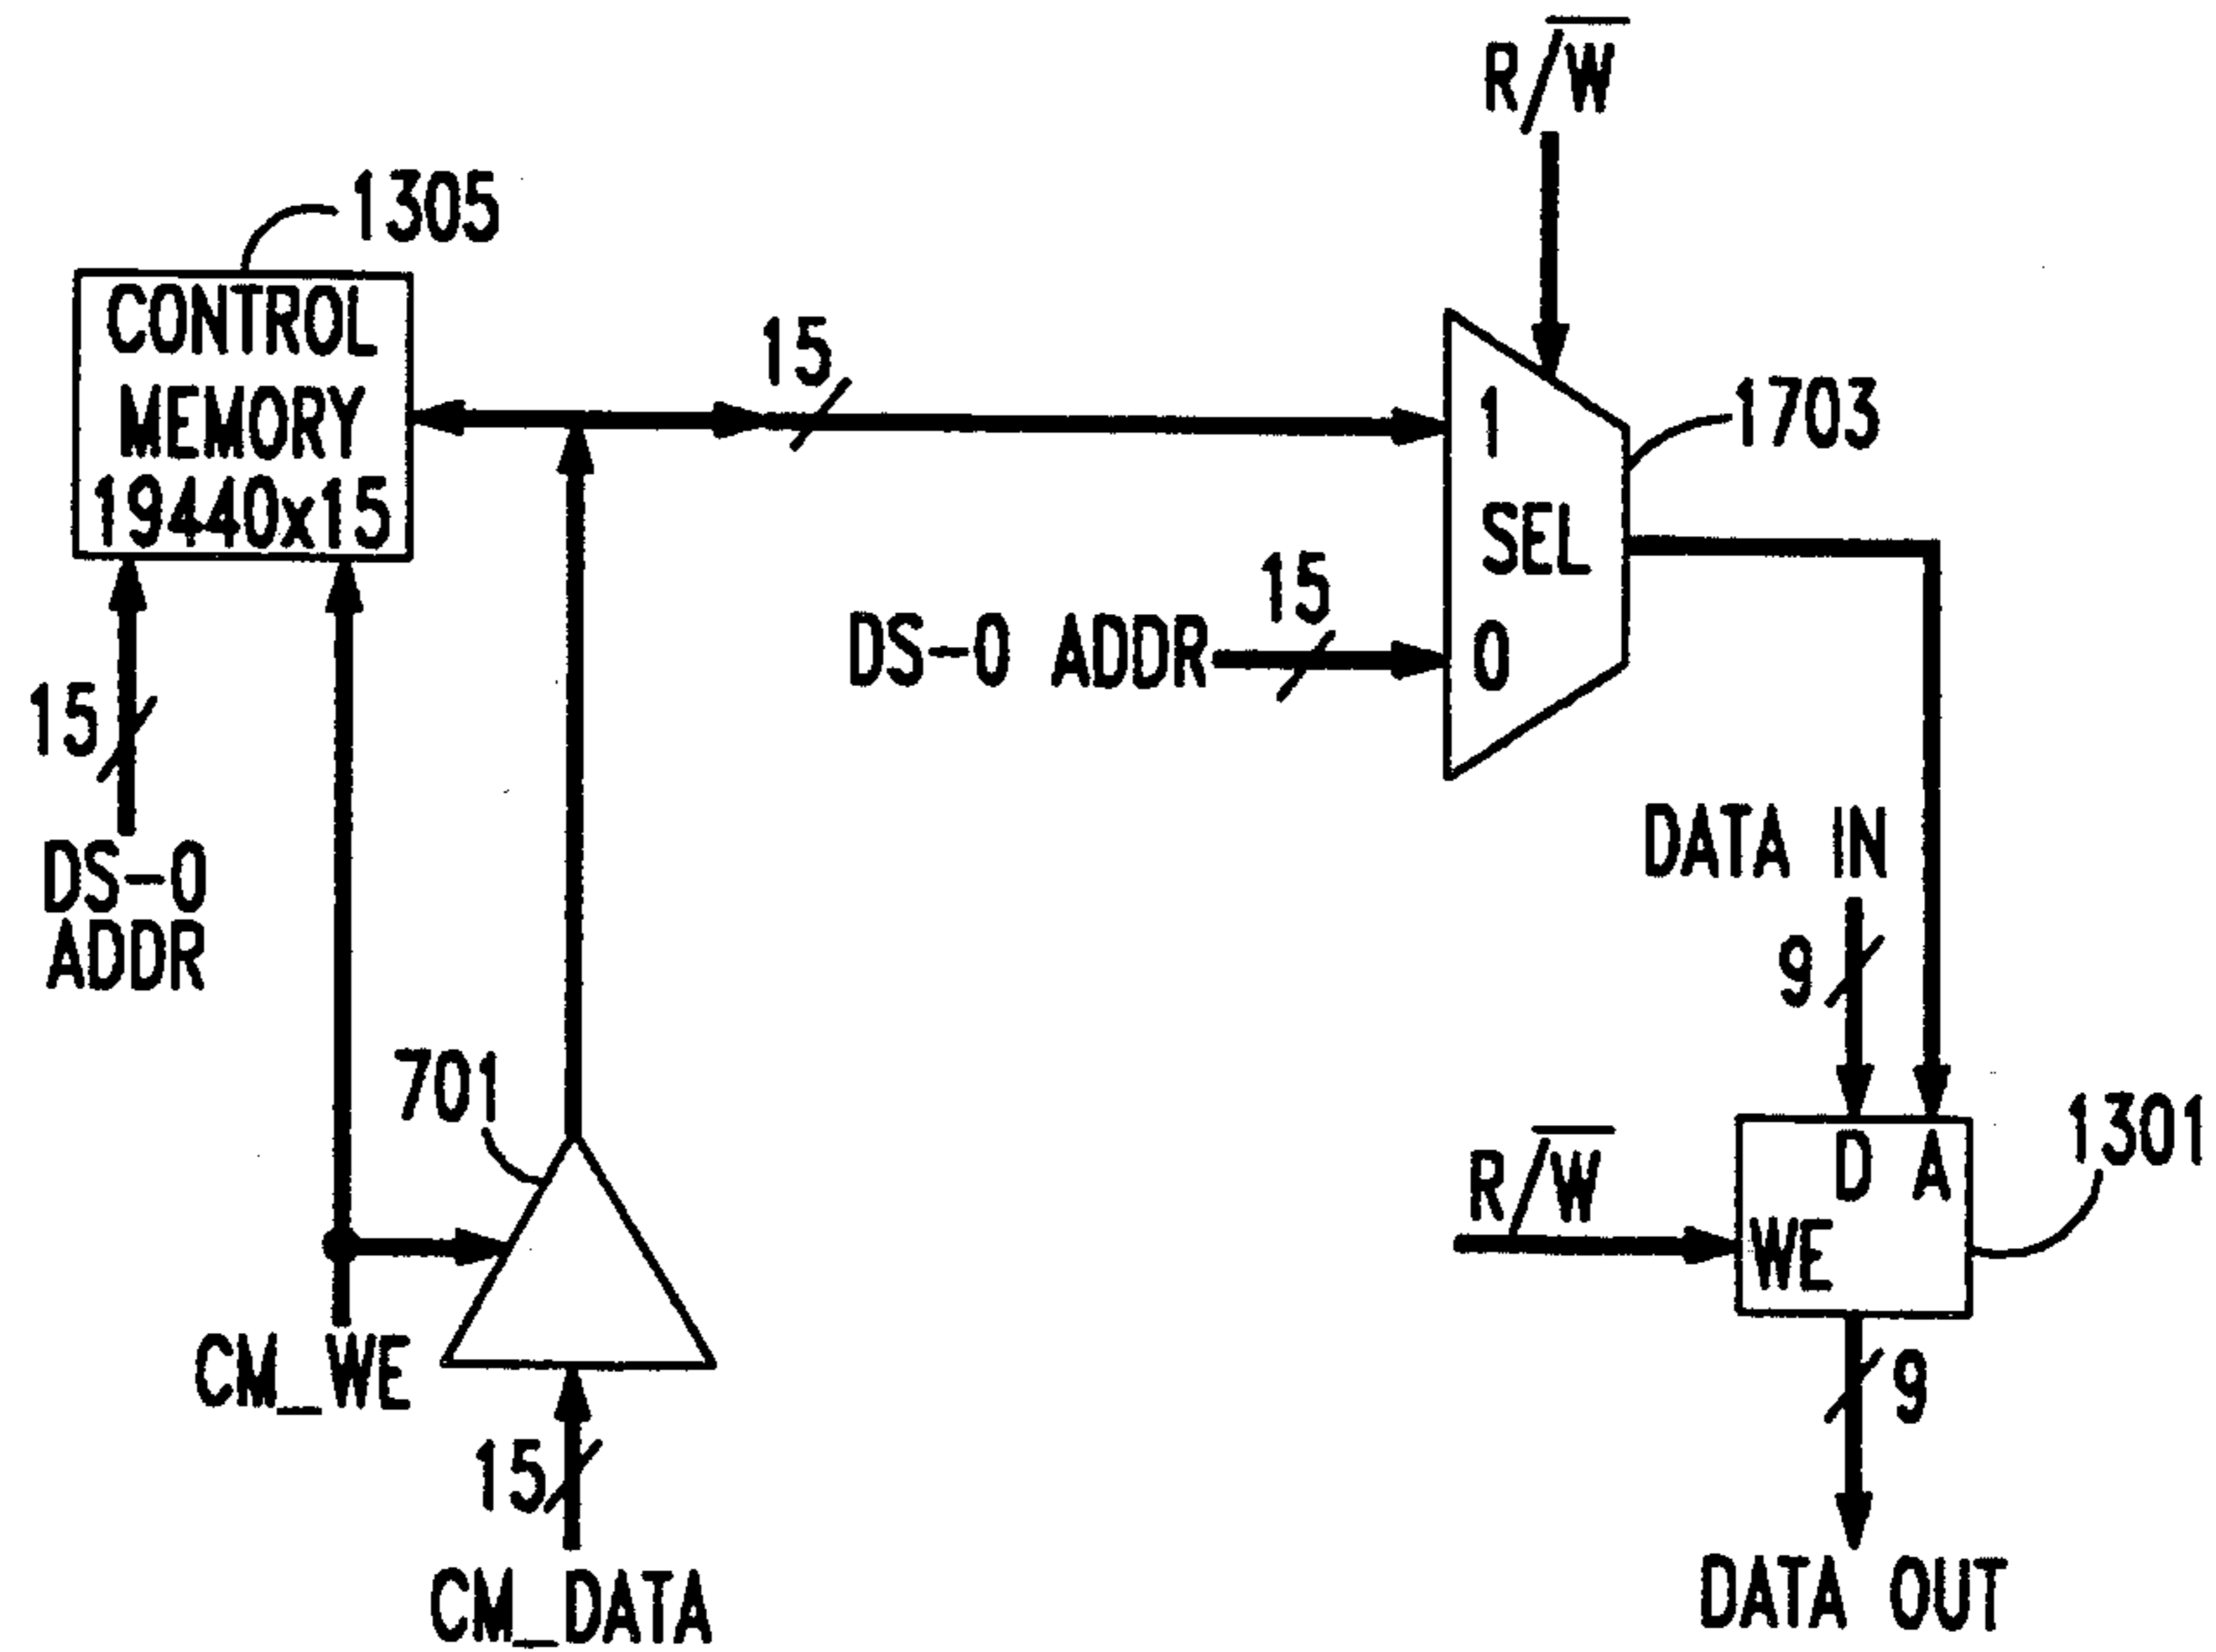 R/W̅
1305
CONTROL
MEMORY
19440x15
15
1
SEL
0
1703
15
DS-0 ADDR
15
DS-0
ADDR
DATA IN
9
701
R/W̅
D A
WE
1301
CM_WE
9
15
CM_DATA
DATA OUT